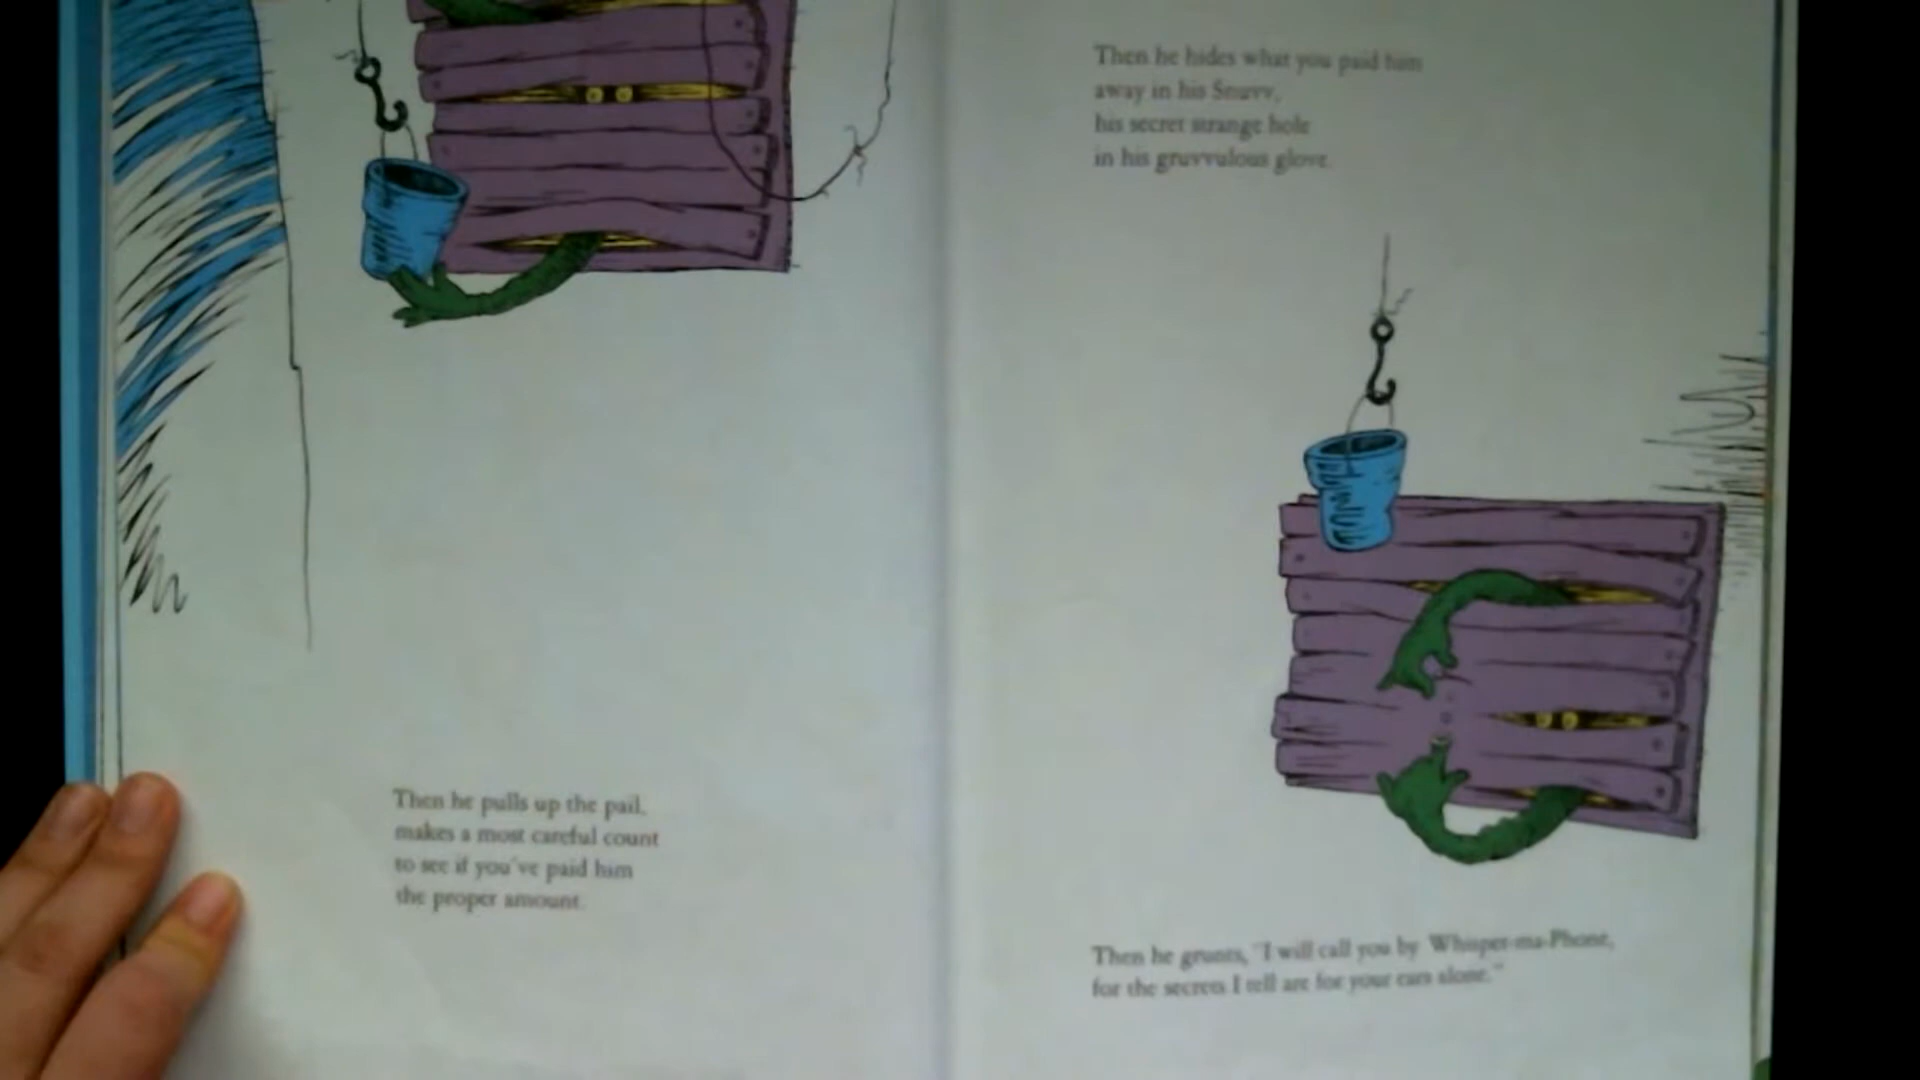 Then he pulls up the pail,
makes a most careful count
to see if you've paid him
the proper amount.
Then he hides what you paid him
away in his Snuvv,
his secret strange hole
in his gruvvulous glove.
Then he grunts, "I will call you by Whisper-ma-Phone,
for the secrets I tell are for your ears alone."